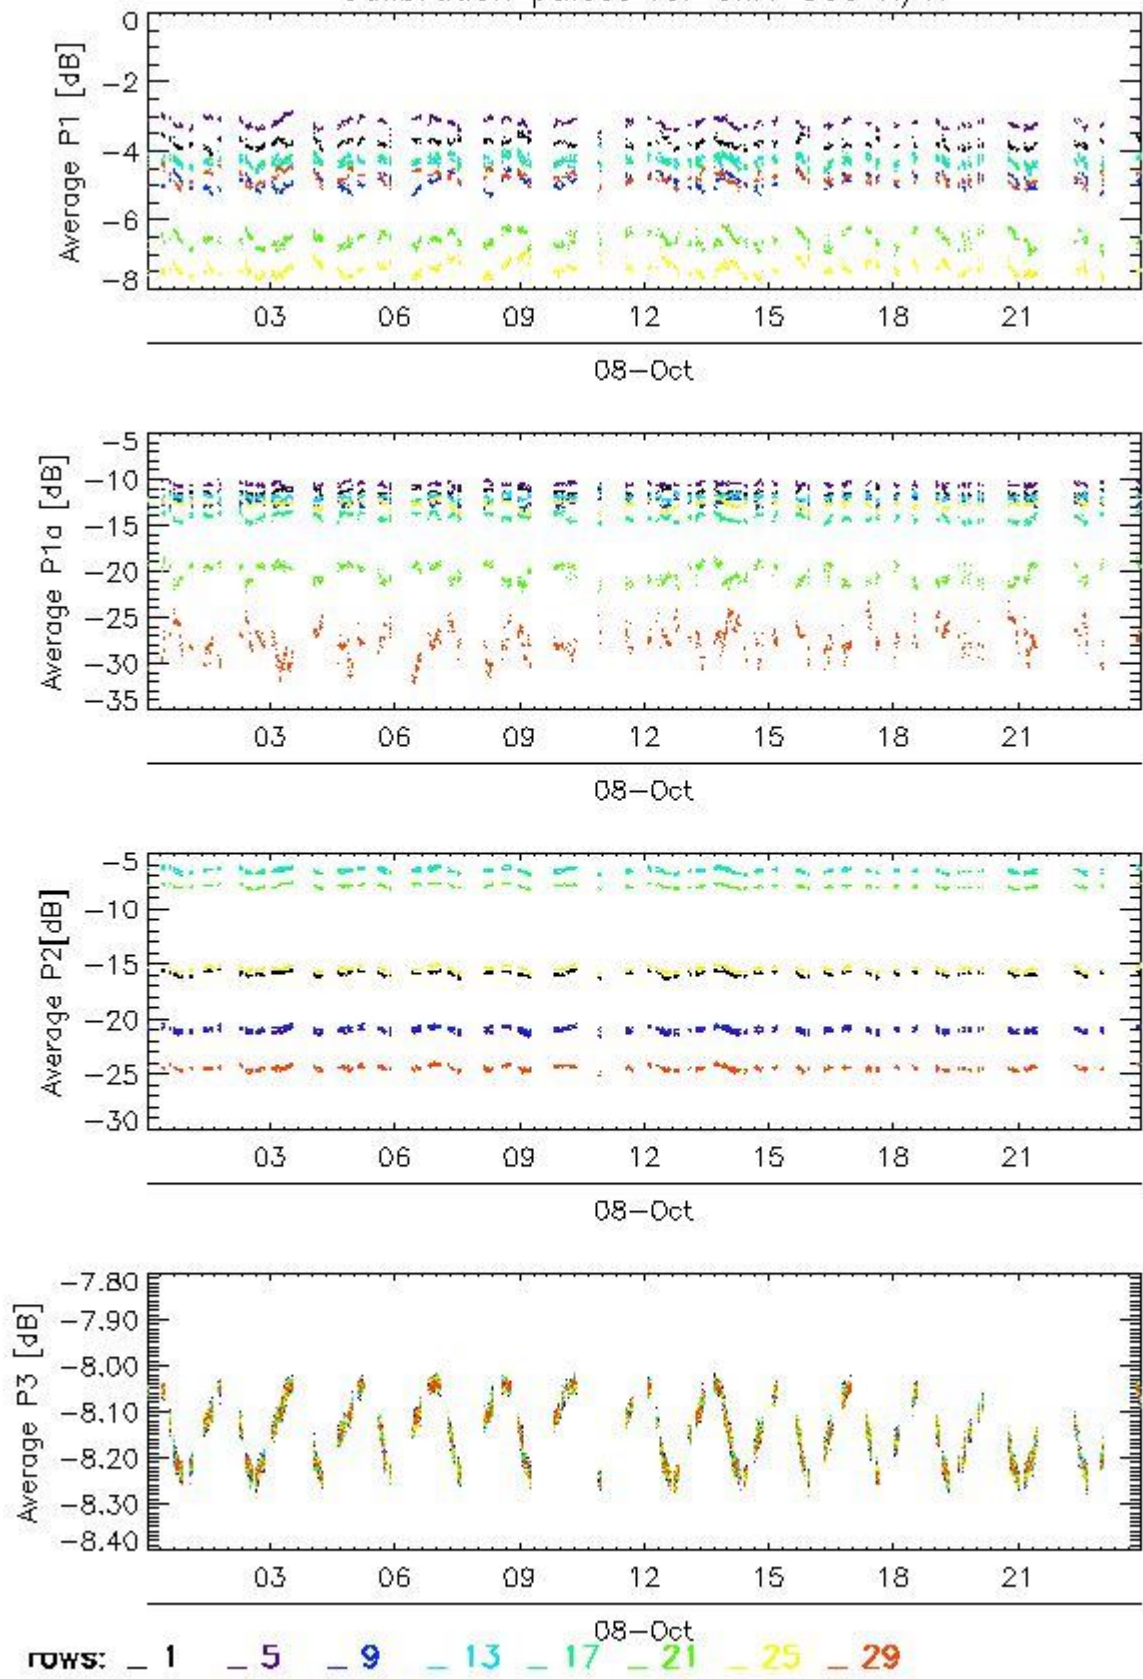 Average P1 [dB]
0
-2
-4
-6
-8
03 06 09 12 15 18 21
08-Oct
Average P1a [dB]
-5
-10
-15
-20
-25
-30
-35
03 06 09 12 15 18 21
08-Oct
Average P2[dB]
-5
-10
-15
-20
-25
-30
03 06 09 12 15 18 21
08-Oct
Average P3 [dB]
-7.80
-7.90
-8.00
-8.10
-8.20
-8.30
-8.40
03 06 09 12 15 18 21
08-Oct
rows: _ 1 _ 5 _ 9 _ 13 _ 17 _ 21 _ 25 _ 29